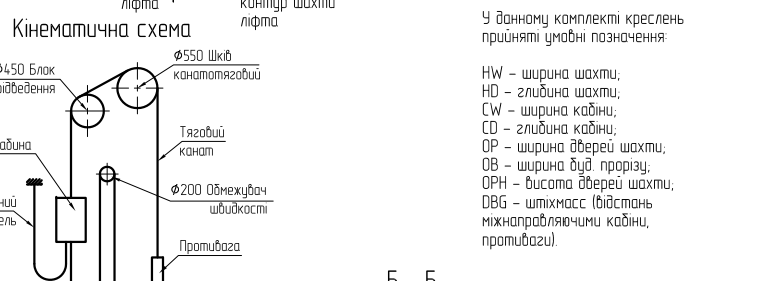 ліфта
контур шахти
ліфта
Кінематична схема
Ф550 Шків
канатотяговий
Ф450 Блок
відведення
Тяговий
канат
Ф200 Обмежувач
швидкості
Противага
Б Б
У данному комплекті креслень
прийняті умовні позначення:
HW – ширина шахти;
HD – глибина шахти;
CW – ширина кабіни;
CD – глибина кабіни;
OP – ширина дверей шахти;
OB – ширина буд. прорізу;
OPH – висота дверей шахти;
DBG – штіхмасс (відстань
міжнаправляючими кабіни,
противаги).